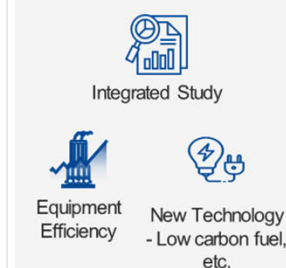 Integrated Study
Equipment
Efficiency
New Technology
- Low carbon fuel,
etc.